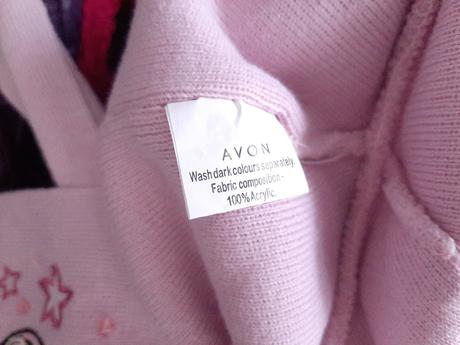 AVON
Wash dark colours separately.
Fabric composition -
100% Acrylic.